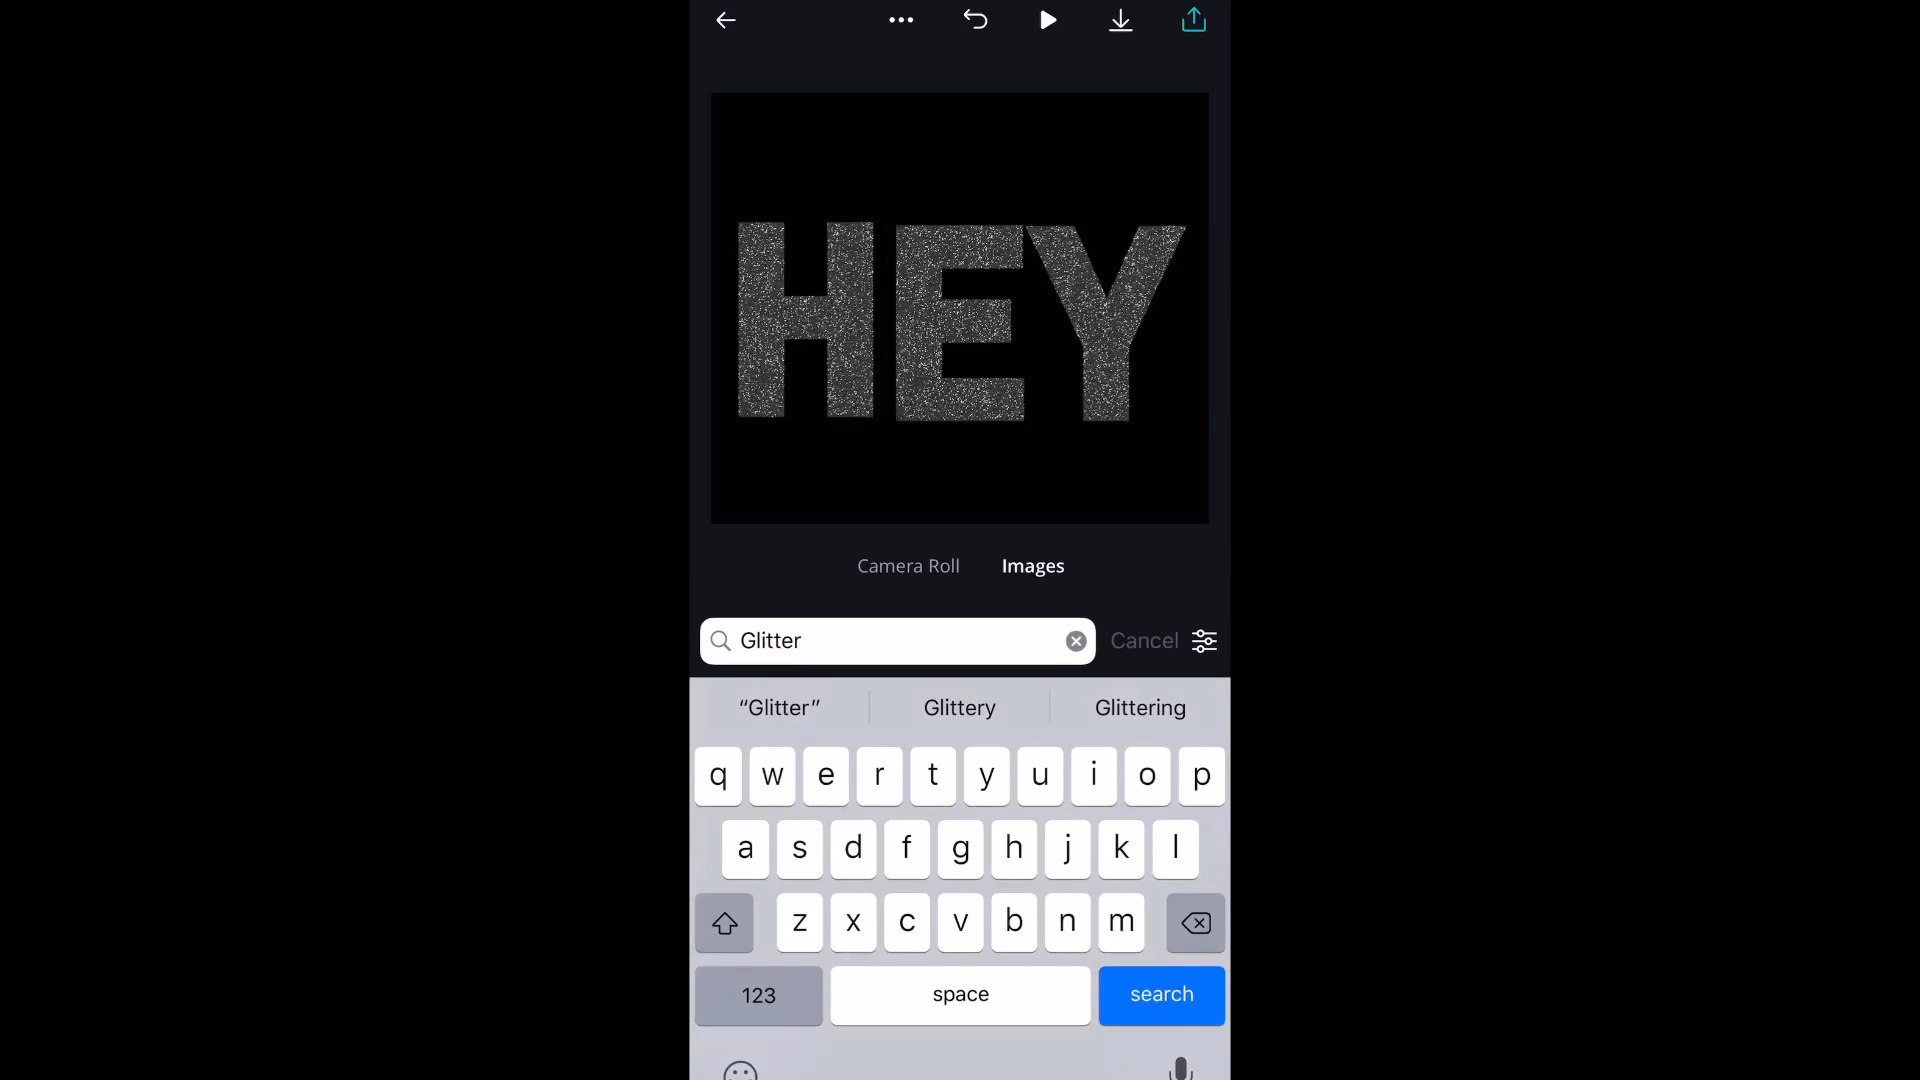 HEY
Camera Roll Images
Glitter Cancel
“Glitter” Glittery Glittering
q w e r t y u i o p
a s d f g h j k l
z x c v b n m
123 space search